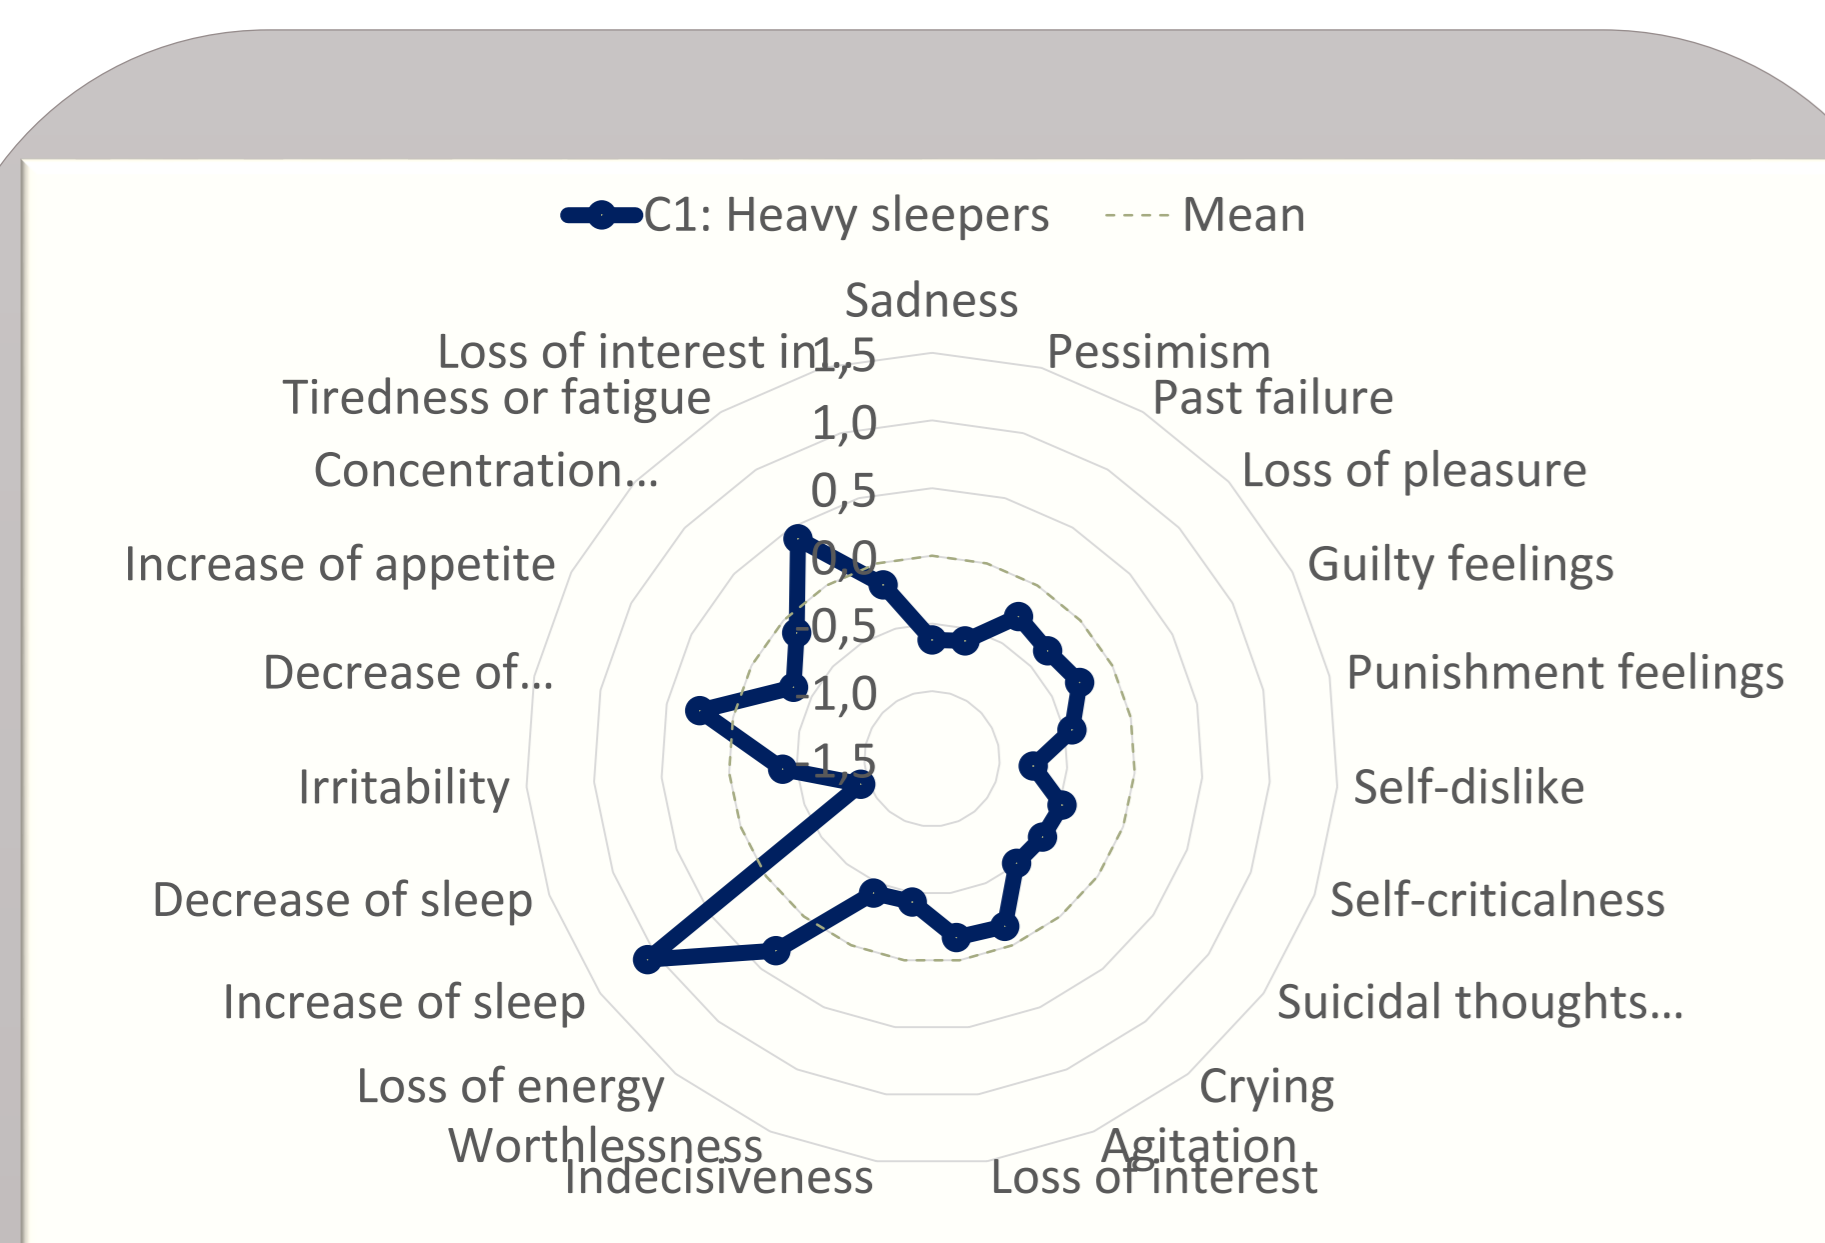 C1: Heavy sleepers
Mean
Sadness
Loss of interest in...
1,5
Pessimism
Tiredness or fatigue
Past failure
1,0
Concentration...
0,5
Loss of pleasure
Increase of appetite
0,0
Guilty feelings
-0,5
Decrease of...
-1,0
Punishment feelings
-1,5
Irritability
Self-dislike
Decrease of sleep
Self-criticalness
Increase of sleep
Suicidal thoughts...
Loss of energy
Crying
Worthlessness
Agitation
Indecisiveness
Loss of interest